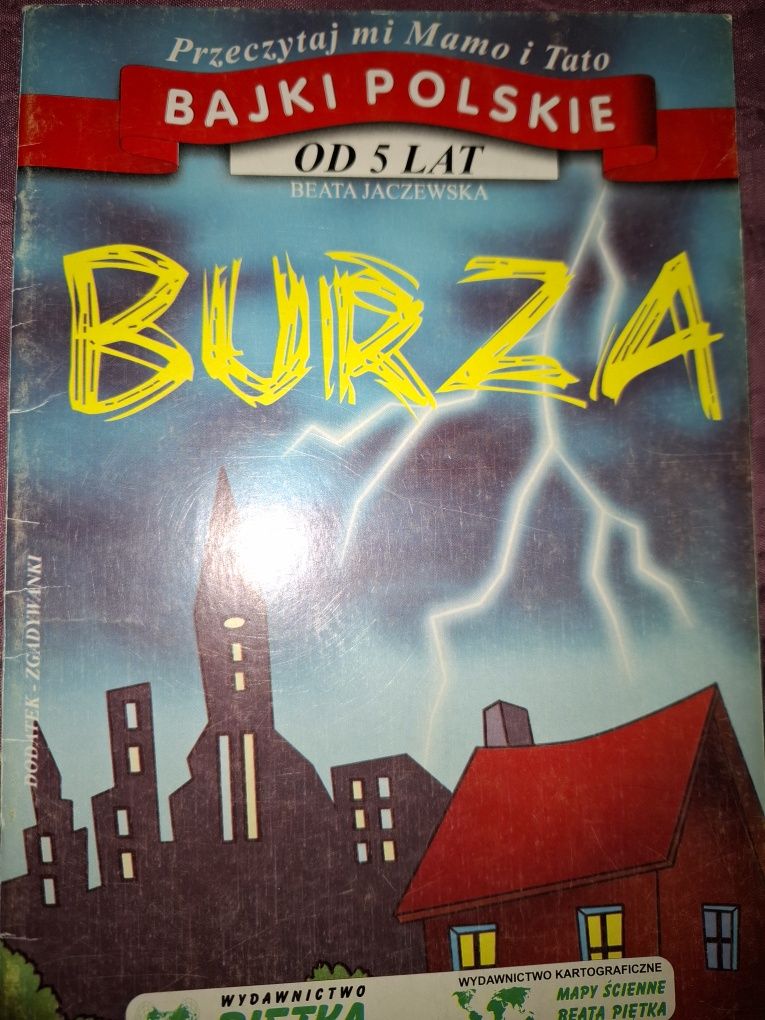 Przeczytaj mi Mamo i Tato
BAJKI POLSKIE
OD 5 LAT
BEATA JACZEWSKA
BURZA
DODATEK - ZGADYWANKI
WYDAWNICTWO
PIĘTKA
WYDAWNICTWO KARTOGRAFICZNE
MAPY ŚCIENNE
BEATA PIĘTKA